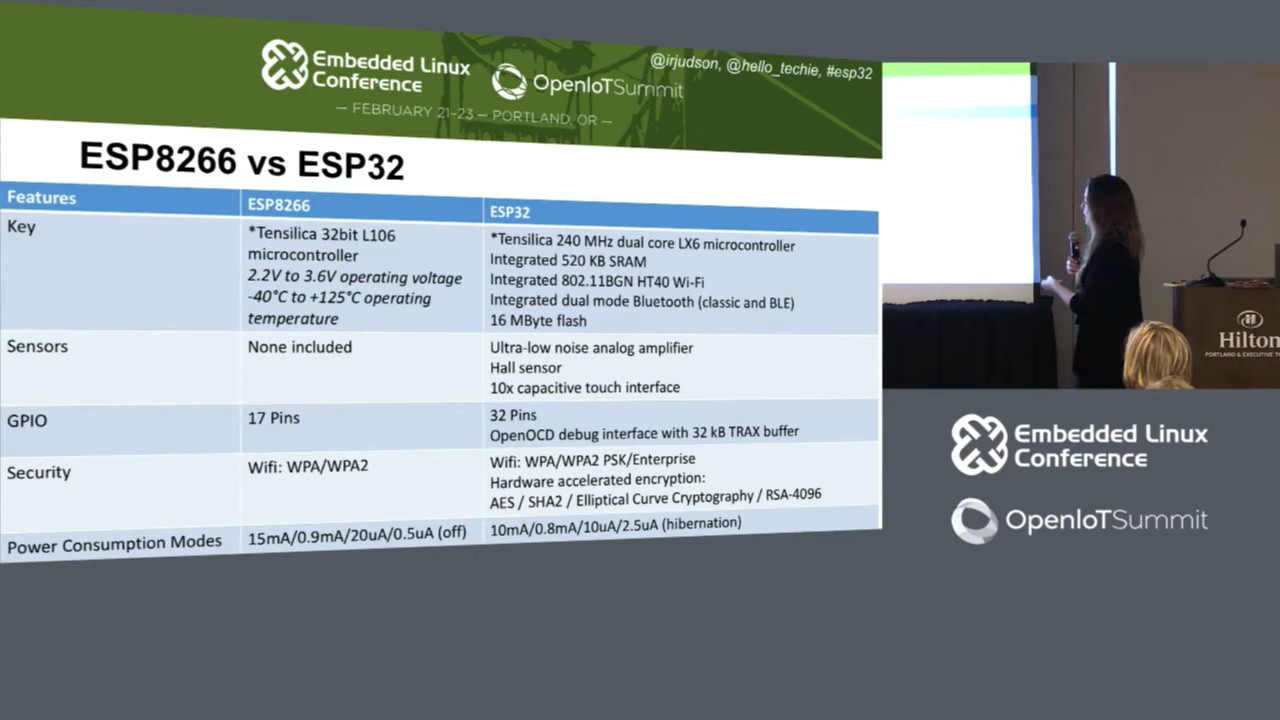 Embedded Linux
Conference
OpenIoTSummit
@irjudson, @hello_techie, #esp32
— FEBRUARY 21-23 — PORTLAND, OR —
ESP8266 vs ESP32
Features
ESP8266
ESP32
Key
*Tensilica 32bit L106
microcontroller
2.2V to 3.6V operating voltage
-40°C to +125°C operating
temperature
*Tensilica 240 MHz dual core LX6 microcontroller
Integrated 520 KB SRAM
Integrated 802.11BGN HT40 Wi-Fi
Integrated dual mode Bluetooth (classic and BLE)
16 MByte flash
Sensors
None included
Ultra-low noise analog amplifier
Hall sensor
10x capacitive touch interface
GPIO
17 Pins
32 Pins
OpenOCD debug interface with 32 kB TRAX buffer
Security
Wifi: WPA/WPA2
Wifi: WPA/WPA2 PSK/Enterprise
Hardware accelerated encryption:
AES / SHA2 / Elliptical Curve Cryptography / RSA-4096
Power Consumption Modes
15mA/0.9mA/20uA/0.5uA (off)
10mA/0.8mA/10uA/2.5uA (hibernation)
Hilton
PORTLAND & EXECUTIVE
Embedded Linux
Conference
OpenIoTSummit